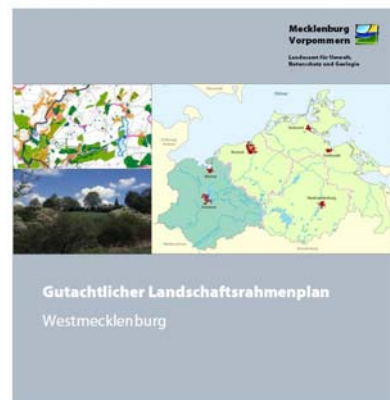 Mecklenburg
Vorpommern
Landesamt für Umwelt,
Naturschutz und Geologie
Gutachtlicher Landschaftsrahmenplan
Westmecklenburg